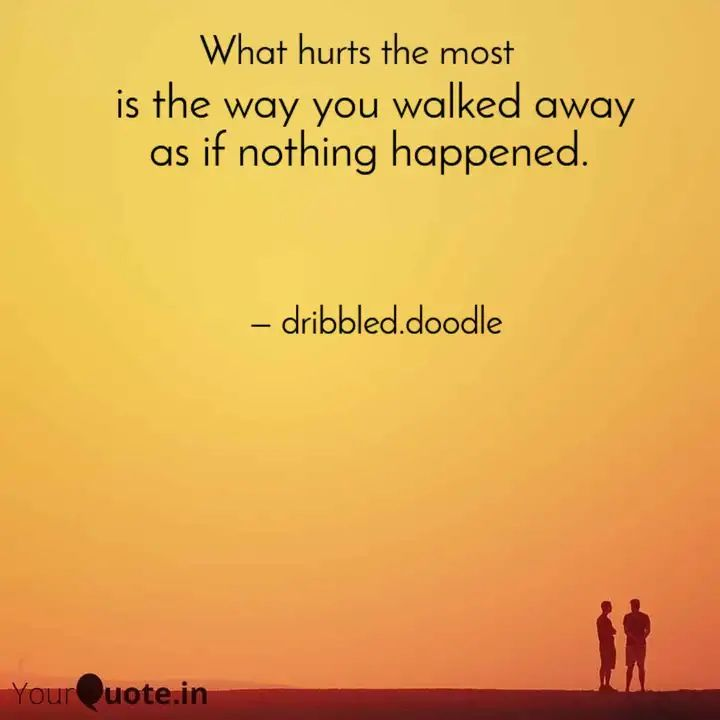 What hurts the most
is the way you walked away
as if nothing happened.
— dribbled.doodle
YourQuote.in